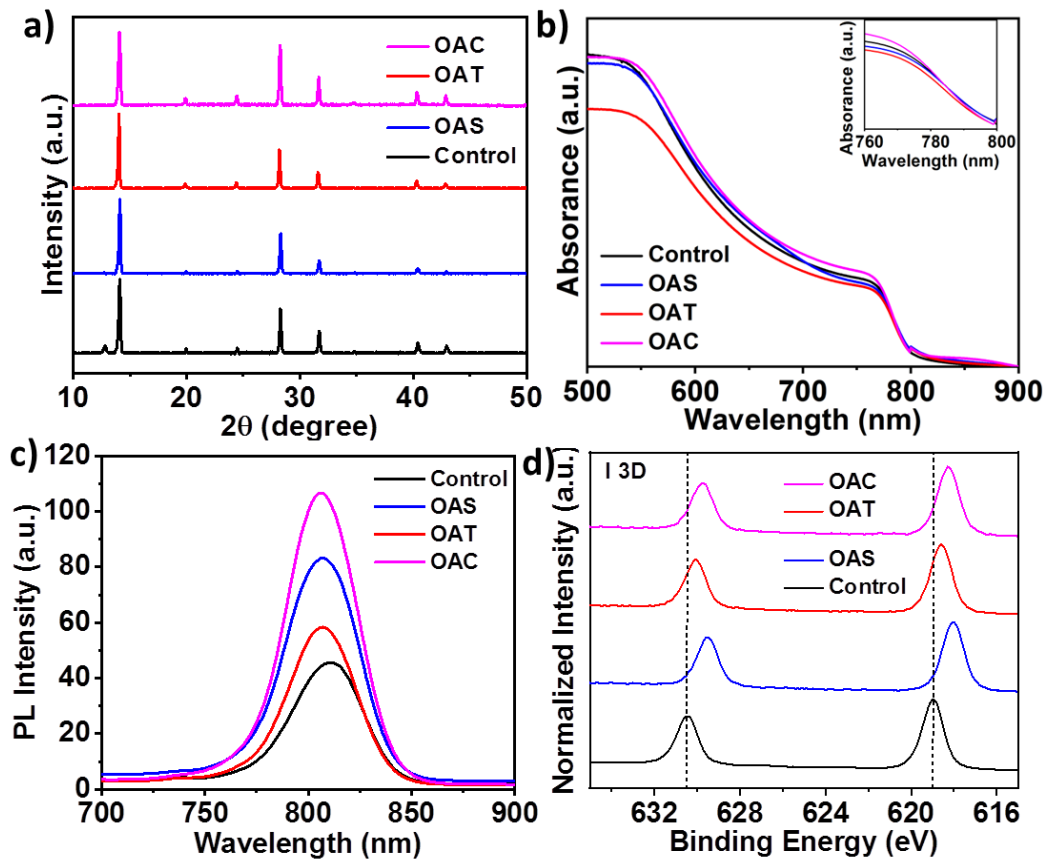 a)
OAC
OAT
OAS
Control
Intensity (a.u.)
10 20 30 40 50
2θ (degree)
b)
Absorance (a.u.)
760 780 800
Wavelength (nm)
Absorance (a.u.)
Control
OAS
OAT
OAC
500 600 700 800 900
Wavelength (nm)
c)
120
100
80
60
40
20
0
PL Intensity (a.u.)
Control
OAS
OAT
OAC
700 750 800 850 900
Wavelength (nm)
d)
I 3D
OAC
OAT
OAS
Control
Normalized Intensity (a.u.)
632 628 624 620 616
Binding Energy (eV)